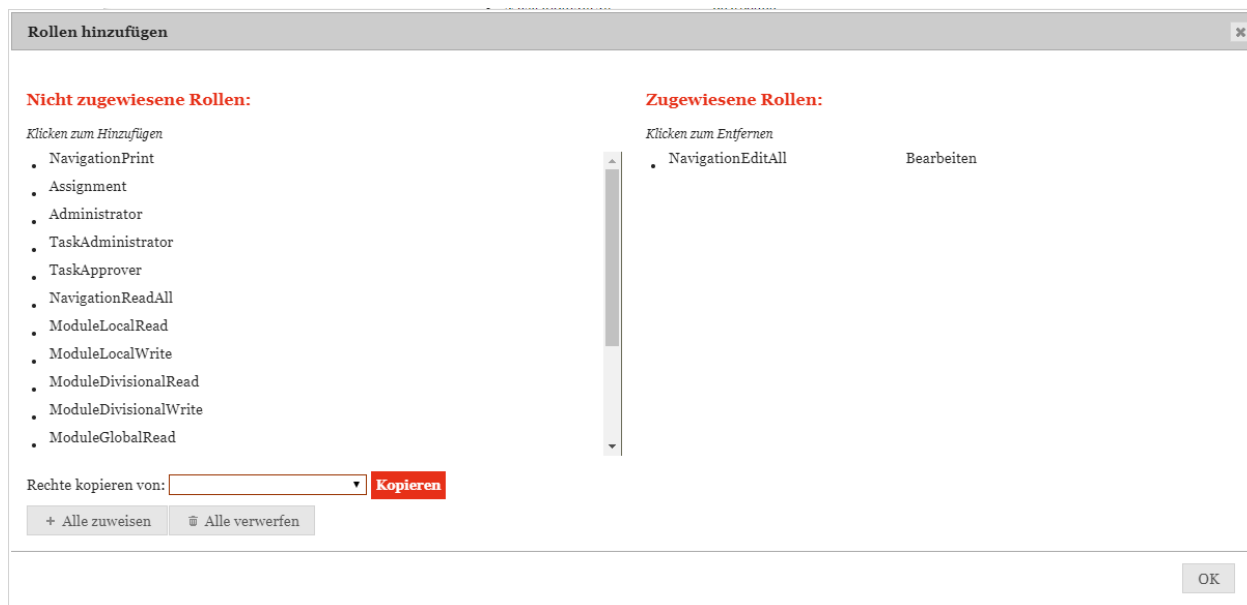 Rollen hinzufügen
Nicht zugewiesene Rollen:
Klicken zum Hinzufügen
NavigationPrint
Assignment
Administrator
TaskAdministrator
TaskApprover
NavigationReadAll
ModuleLocalRead
ModuleLocalWrite
ModuleDivisionalRead
ModuleDivisionalWrite
ModuleGlobalRead
Zugewiesene Rollen:
Klicken zum Entfernen
NavigationEditAll Bearbeiten
Rechte kopieren von: Kopieren
+ Alle zuweisen Alle verwerfen
OK